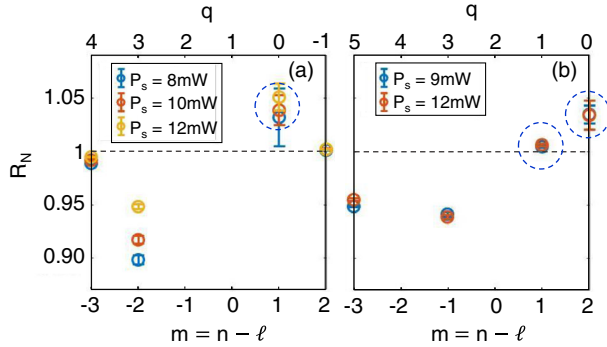 q q
4 3 2 1 0 -1 5 4 3 2 1 0
(a) (b)
P_s = 8mW
P_s = 10mW
P_s = 12mW
P_s = 9mW
P_s = 12mW
R_N
1.05
1
0.95
0.90
-3 -2 -1 0 1 2 -3 -2 -1 0 1 2
m = n − ℓ m = n − ℓ